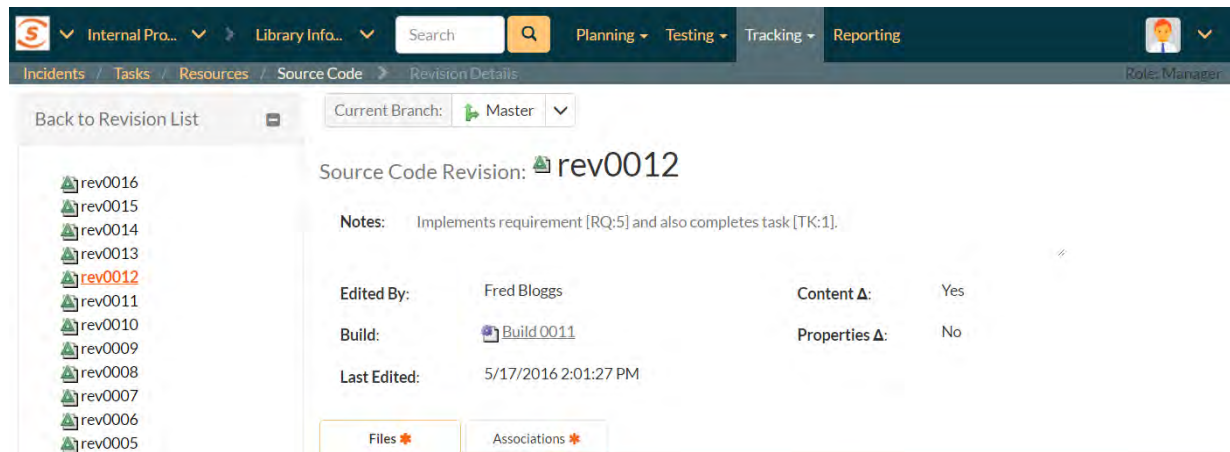 Internal Pro... Library Info... Search Planning Testing Tracking Reporting
Incidents / Tasks / Resources / Source Code Revision Details Role: Manager
Back to Revision List
rev0016
rev0015
rev0014
rev0013
rev0012
rev0011
rev0010
rev0009
rev0008
rev0007
rev0006
rev0005
Current Branch: Master
Source Code Revision: rev0012
Notes: Implements requirement [RQ:5] and also completes task [TK:1].
Edited By: Fred Bloggs Content Δ: Yes
Build: Build 0011 Properties Δ: No
Last Edited: 5/17/2016 2:01:27 PM
Files Associations